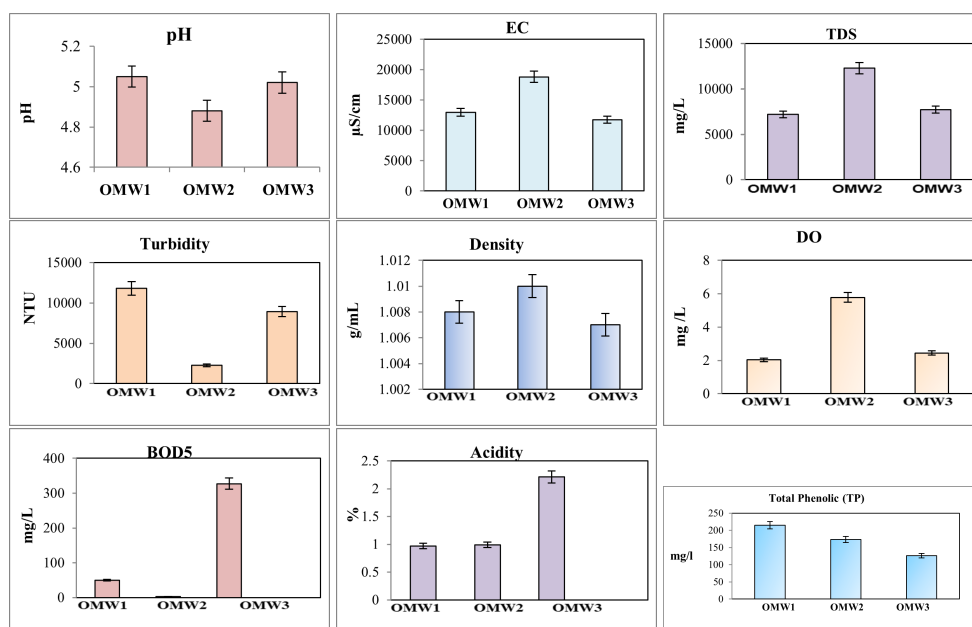 pH
5.2
5
4.8
4.6
pH
OMW1 OMW2 OMW3
EC
25000
20000
15000
10000
5000
0
µS/cm
OMW1 OMW2 OMW3
TDS
15000
10000
5000
0
mg/L
OMW1 OMW2 OMW3
Turbidity
15000
10000
5000
0
NTU
OMW1 OMW2 OMW3
Density
1.012
1.01
1.008
1.006
1.004
1.002
g/mL
OMW1 OMW2 OMW3
DO
8
6
4
2
0
mg /L
OMW1 OMW2 OMW3
BOD5
400
300
200
100
0
mg/L
OMW1 OMW2 OMW3
Acidity
2.5
2
1.5
1
0.5
0
%
OMW1 OMW2 OMW3
Total Phenolic (TP)
250
200
150
100
50
0
mg/l
OMW1 OMW2 OMW3